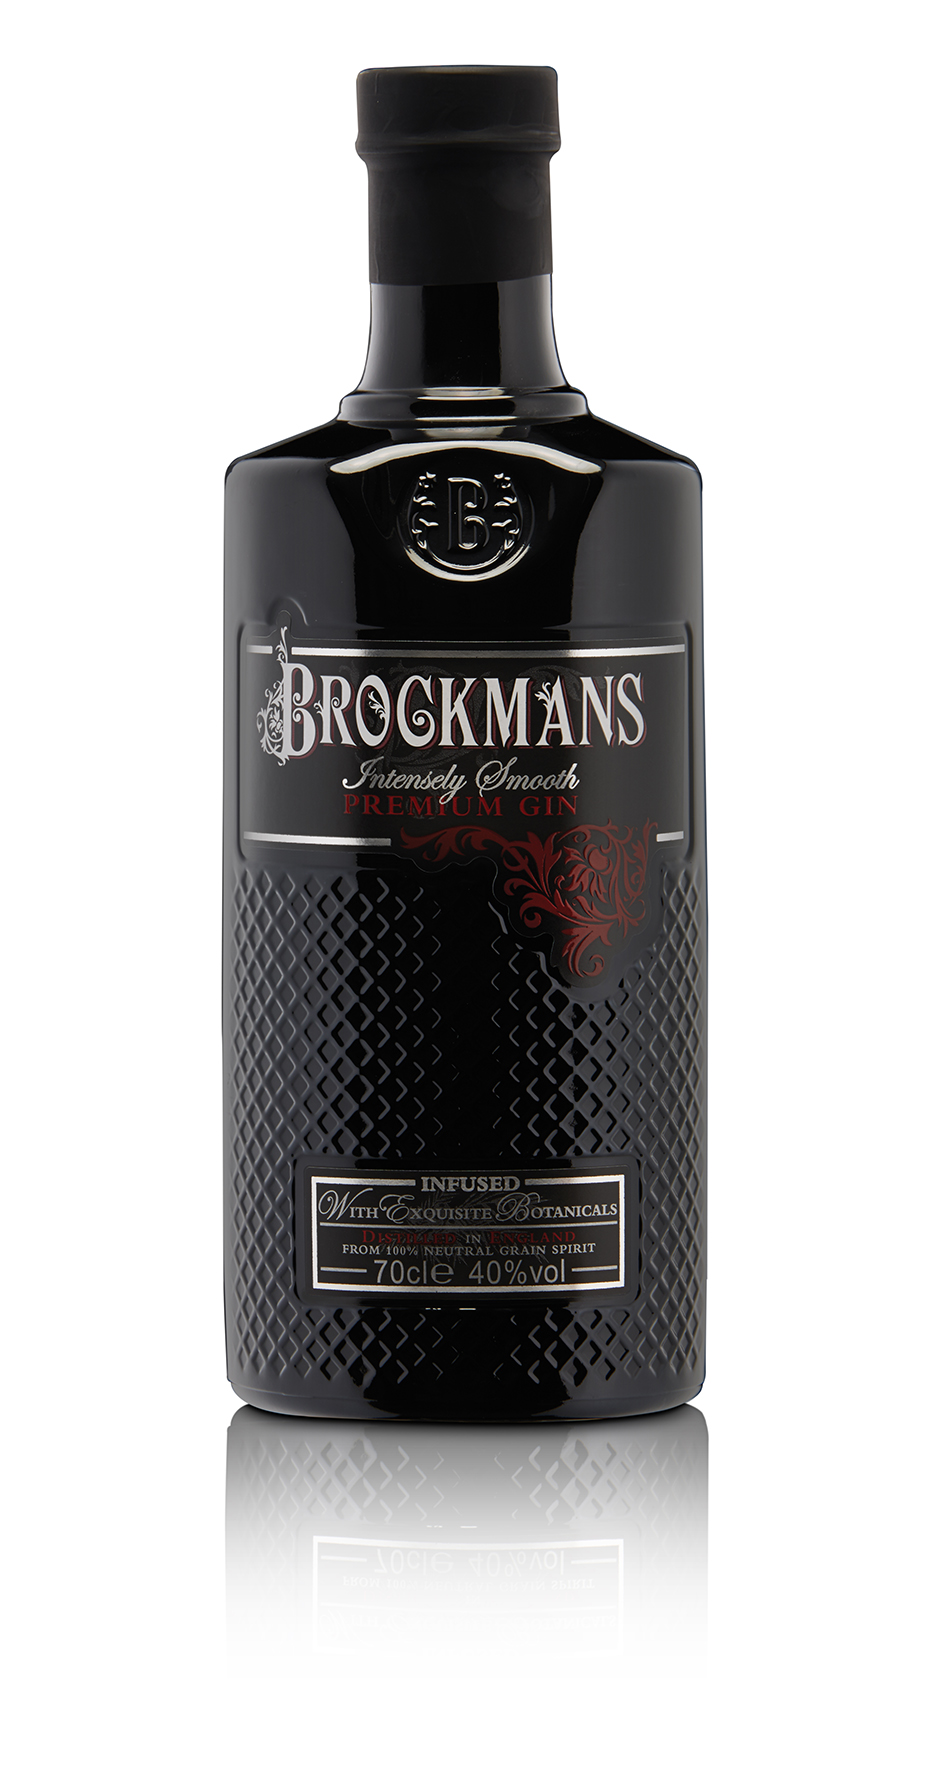 B
BROCKMANS
Intensely Smooth
PREMIUM GIN
INFUSED
WITH EXQUISITE BOTANICALS
DISTILLED IN ENGLAND
FROM 100% NEUTRAL GRAIN SPIRIT
70cl℮ 40%vol